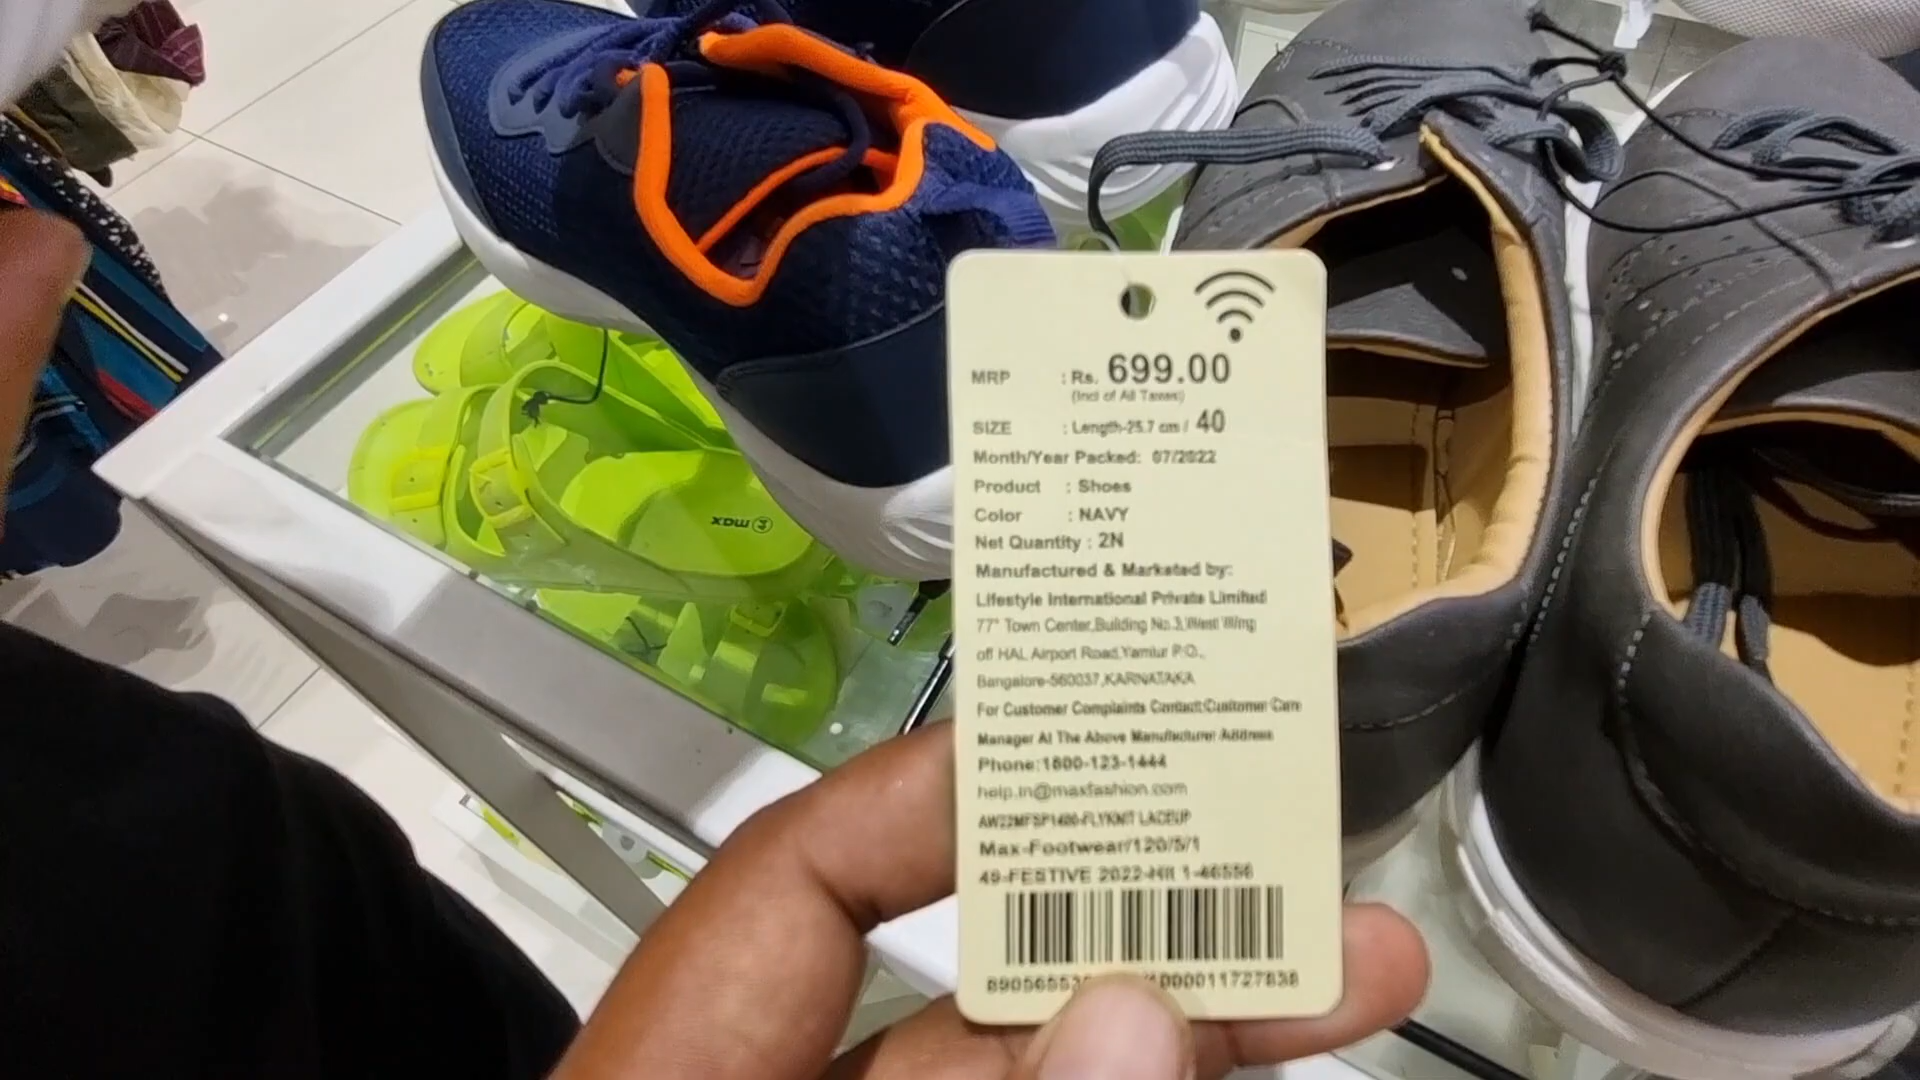 MRP : Rs. 699.00
(Incl of All Taxes)
SIZE : Length-25.7 cm / 40
Month/Year Packed: 07/2022
Product : Shoes
Color : NAVY
Net Quantity : 2N
Manufactured & Marketed by:
Lifestyle International Private Limited
77° Town Center,Building No.3,West Wing
off HAL Airport Road,Yamlur P.O.,
Bangalore-560037,KARNATAKA
For Customer Complaints Contact:Customer Care
Manager At The Above Manufacturer Address
Phone:1800-123-1444
help.in@maxfashion.com
AW22MFSP1400-FLYKNIT LACEUP
Max-Footwear/120/5/1
49-FESTIVE 2022-Hit 1-46556
max